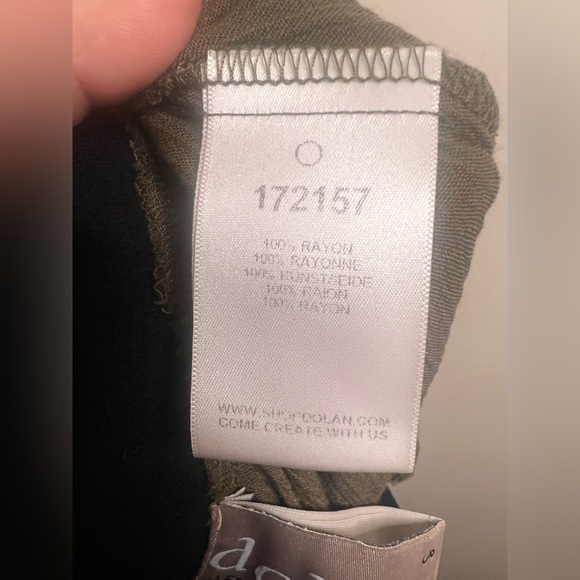 172157
100% RAYON
100% RAYONNE
100% KUNSTSEIDE
100% RAION
100% RAYON
WWW.SHOPDOLAN.COM
COME CREATE WITH US